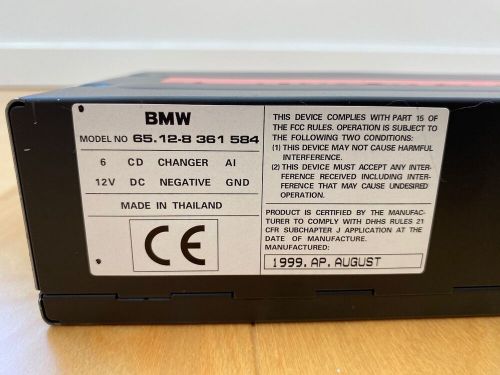 BMW
MODEL NO 65.12-8 361 584
6 CD CHANGER AI
12V DC NEGATIVE GND
MADE IN THAILAND
CE
THIS DEVICE COMPLIES WITH PART 15 OF
THE FCC RULES. OPERATION IS SUBJECT TO
THE FOLLOWING TWO CONDITIONS:
(1) THIS DEVICE MAY NOT CAUSE HARMFUL
INTERFERENCE.
(2) THIS DEVICE MUST ACCEPT ANY INTER-
FERENCE RECEIVED INCLUDING INTER-
FERENCE THAT MAY CAUSE UNDESIRED
OPERATION.
PRODUCT IS CERTIFIED BY THE MANUFAC-
TURER TO COMPLY WITH DHHS RULES 21
CFR SUBCHAPTER J APPLICATION AT THE
DATE OF MANUFACTURE.
MANUFACTURED:
1999.AP.AUGUST